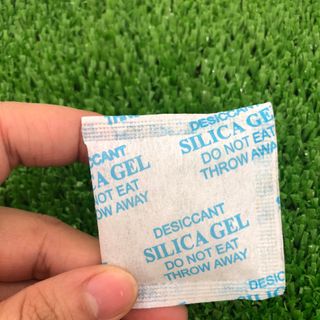 DESICCANT
SILICA GEL
DO NOT EAT
THROW AWAY
DESICCANT
SILICA GEL
DO NOT EAT
THROW AWAY
DESICCANT
SILICA GEL
DO NOT EAT
THROW AWAY